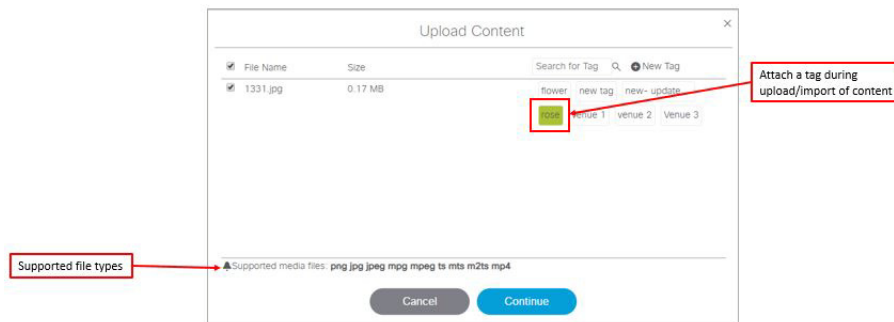 Upload Content
×
File Name Size Search for Tag New Tag
1331.jpg 0.17 MB flower new tag new- update
rose venue 1 venue 2 Venue 3
Attach a tag during
upload/import of content
Supported file types
Supported media files: png jpg jpeg mpg mpeg ts mts m2ts mp4
Cancel Continue